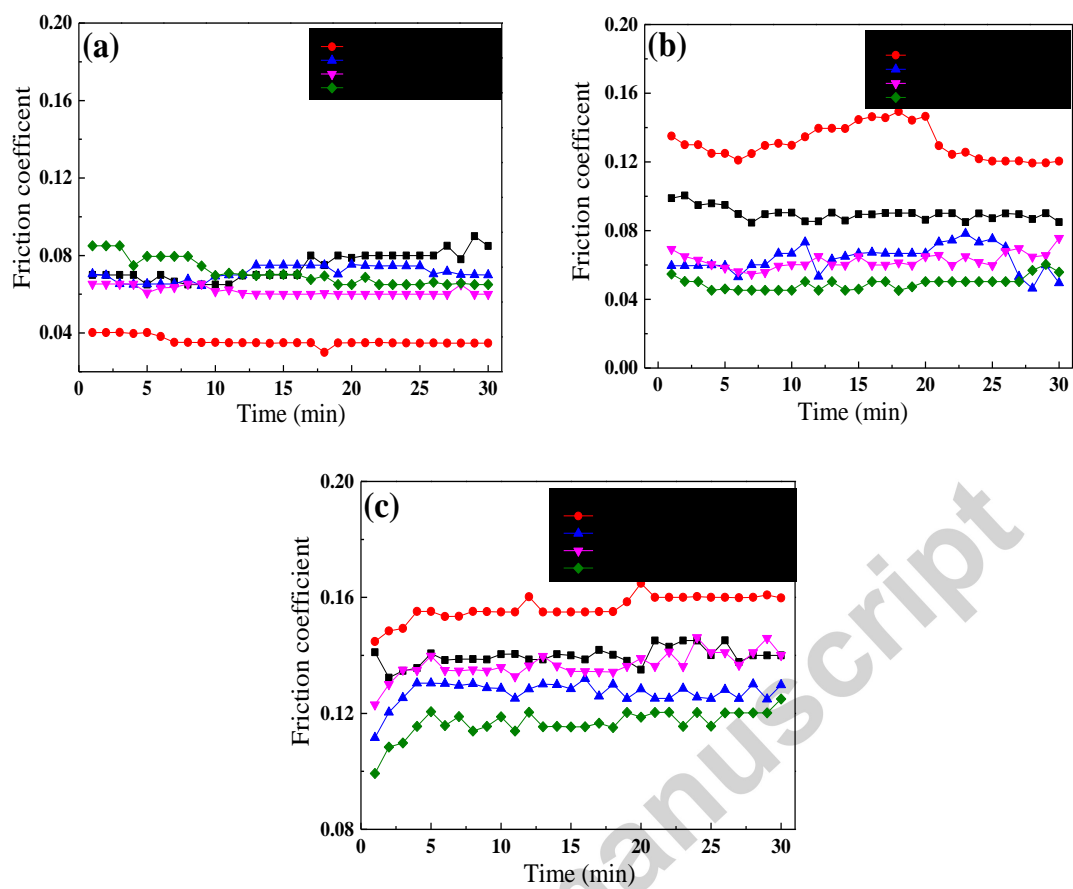 (a)
Friction coefficent
0.20
0.16
0.12
0.08
0.04
0 5 10 15 20 25 30
Time (min)
(b)
Friction coefficent
0.20
0.16
0.12
0.08
0.04
0.00
0 5 10 15 20 25 30
Time (min)
(c)
Friction coefficient
0.20
0.16
0.12
0.08
0 5 10 15 20 25 30
Time (min)
manuscript